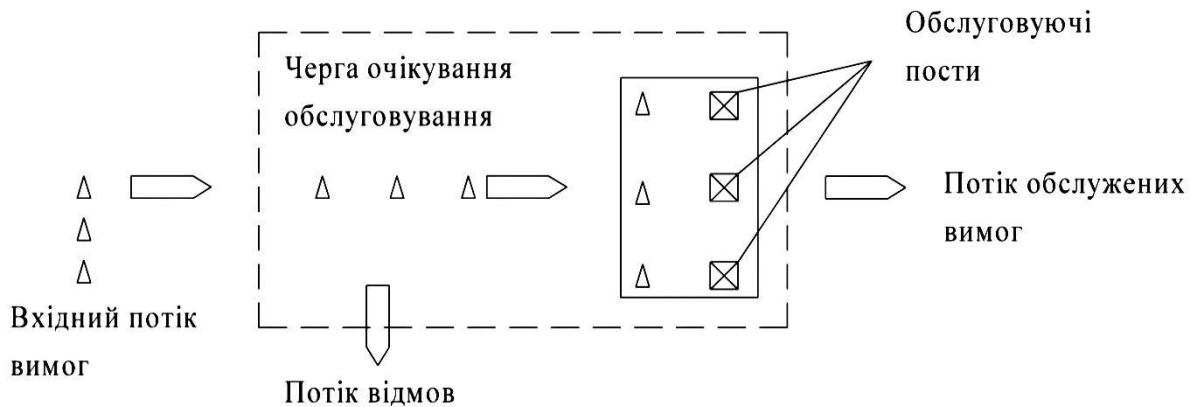 Обслуговуючі
пости
Черга очікування
обслуговування
Потік обслужених
вимог
Вхідний потік
вимог
Потік відмов